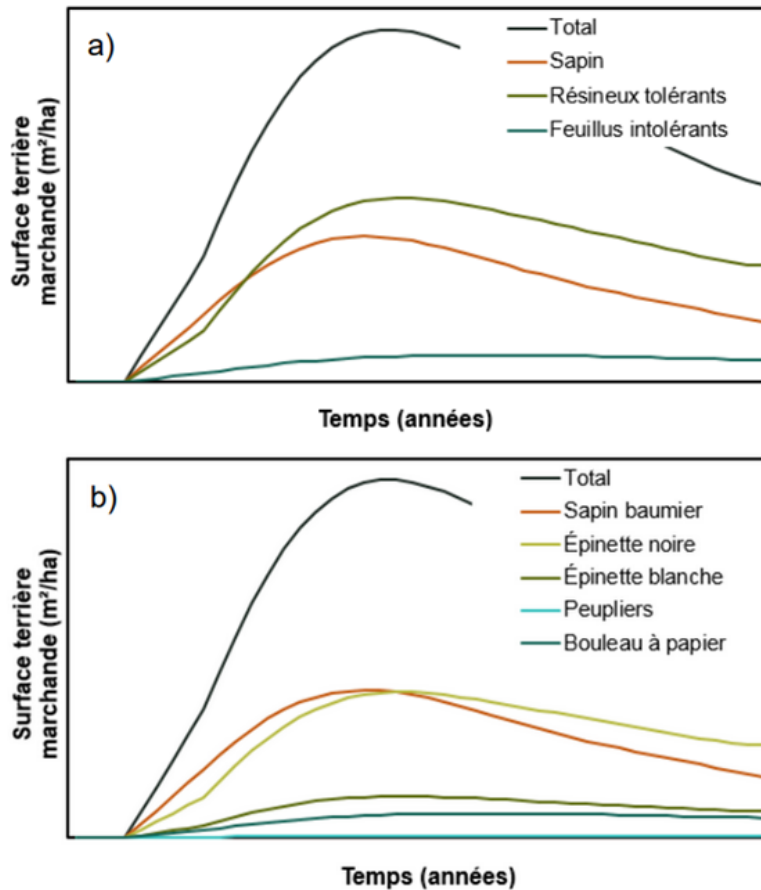 a)
Total
Sapin
Résineux tolérants
Feuillus intolérants
Surface terrière
marchande (m²/ha)
Temps (années)
b)
Total
Sapin baumier
Épinette noire
Épinette blanche
Peupliers
Bouleau à papier
Surface terrière
marchande (m²/ha)
Temps (années)